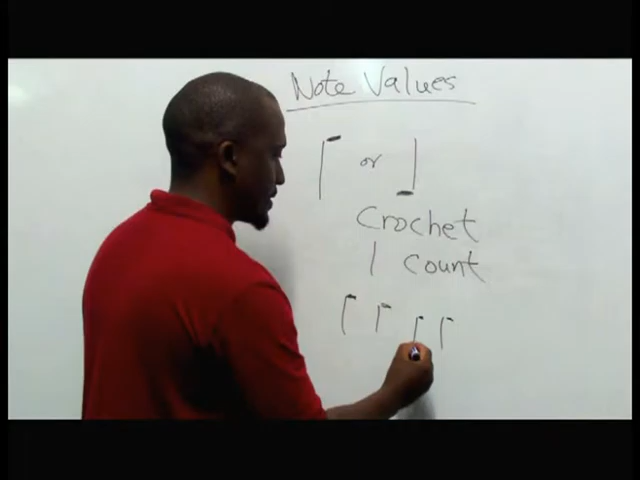 Note Values
or
Crochet
1 count